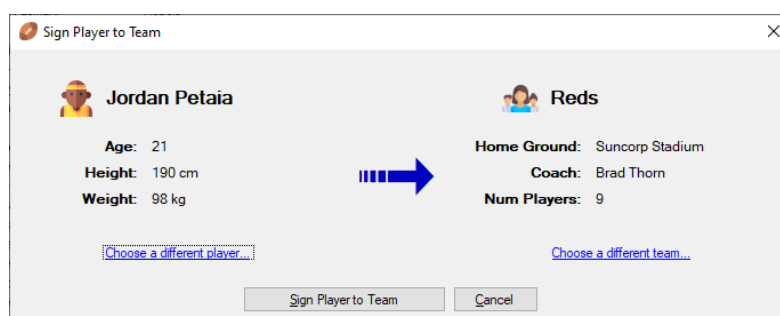 Sign Player to Team
Jordan Petaia
Reds
Age: 21
Home Ground: Suncorp Stadium
Height: 190 cm
Coach: Brad Thorn
Weight: 98 kg
Num Players: 9
Choose a different player...
Choose a different team...
Sign Player to Team
Cancel